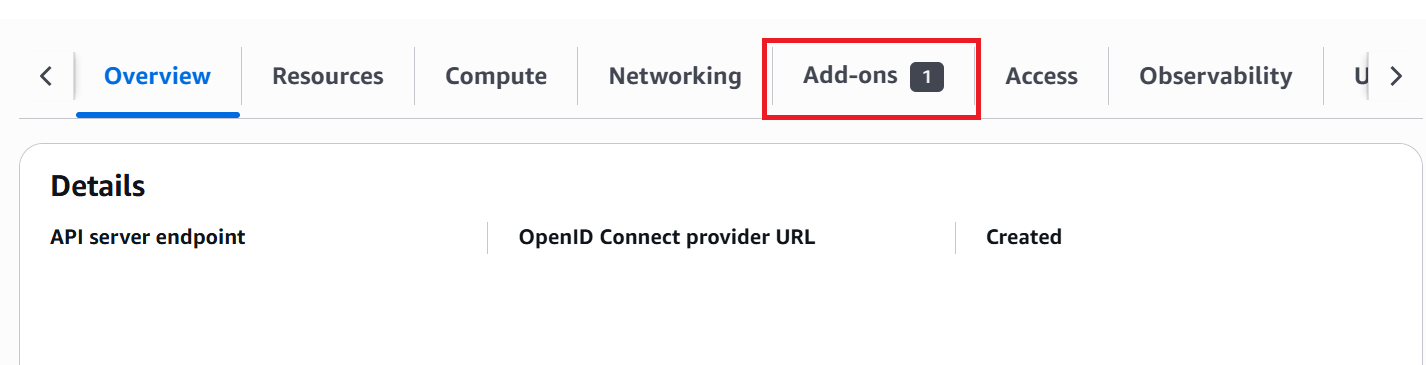 Overview Resources Compute Networking Add-ons 1 Access Observability
Details
API server endpoint OpenID Connect provider URL Created